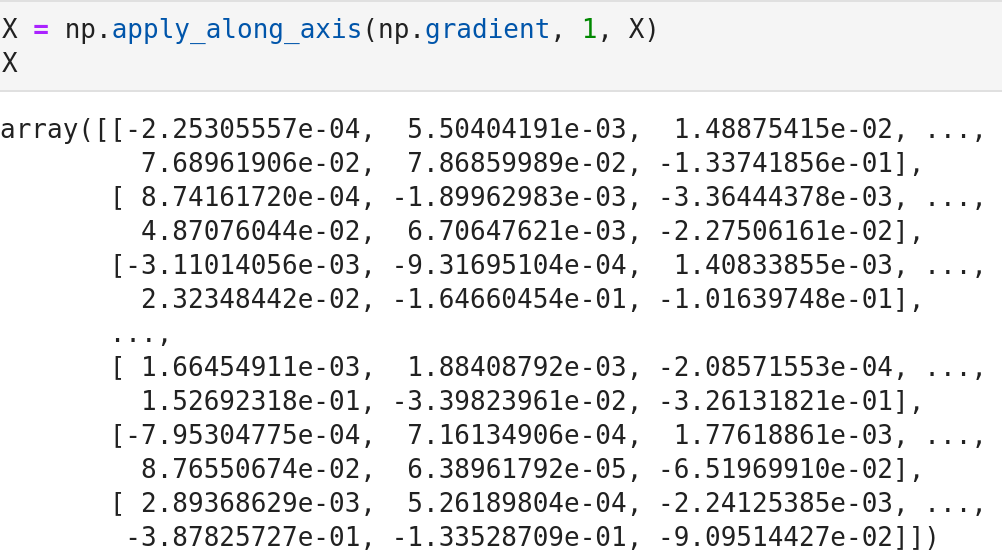 X = np.apply_along_axis(np.gradient, 1, X)
X
array([[-2.25305557e-04,  5.50404191e-03,  1.48875415e-02, ...,
         7.68961906e-02,  7.86859989e-02, -1.33741856e-01],
       [ 8.74161720e-04, -1.89962983e-03, -3.36444378e-03, ...,
         4.87076044e-02,  6.70647621e-03, -2.27506161e-02],
       [-3.11014056e-03, -9.31695104e-04,  1.40833855e-03, ...,
         2.32348442e-02, -1.64660454e-01, -1.01639748e-01],
       ...,
       [ 1.66454911e-03,  1.88408792e-03, -2.08571553e-04, ...,
         1.52692318e-01, -3.39823961e-02, -3.26131821e-01],
       [-7.95304775e-04,  7.16134906e-04,  1.77618861e-03, ...,
         8.76550674e-02,  6.38961792e-05, -6.51969910e-02],
       [ 2.89368629e-03,  5.26189804e-04, -2.24125385e-03, ...,
        -3.87825727e-01, -1.33528709e-01, -9.09514427e-02]])